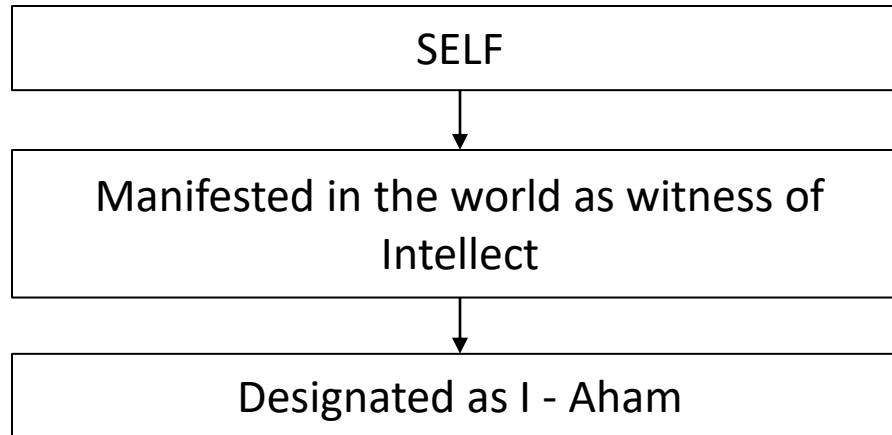 SELF
Manifested in the world as witness of
Intellect
Designated as I - Aham